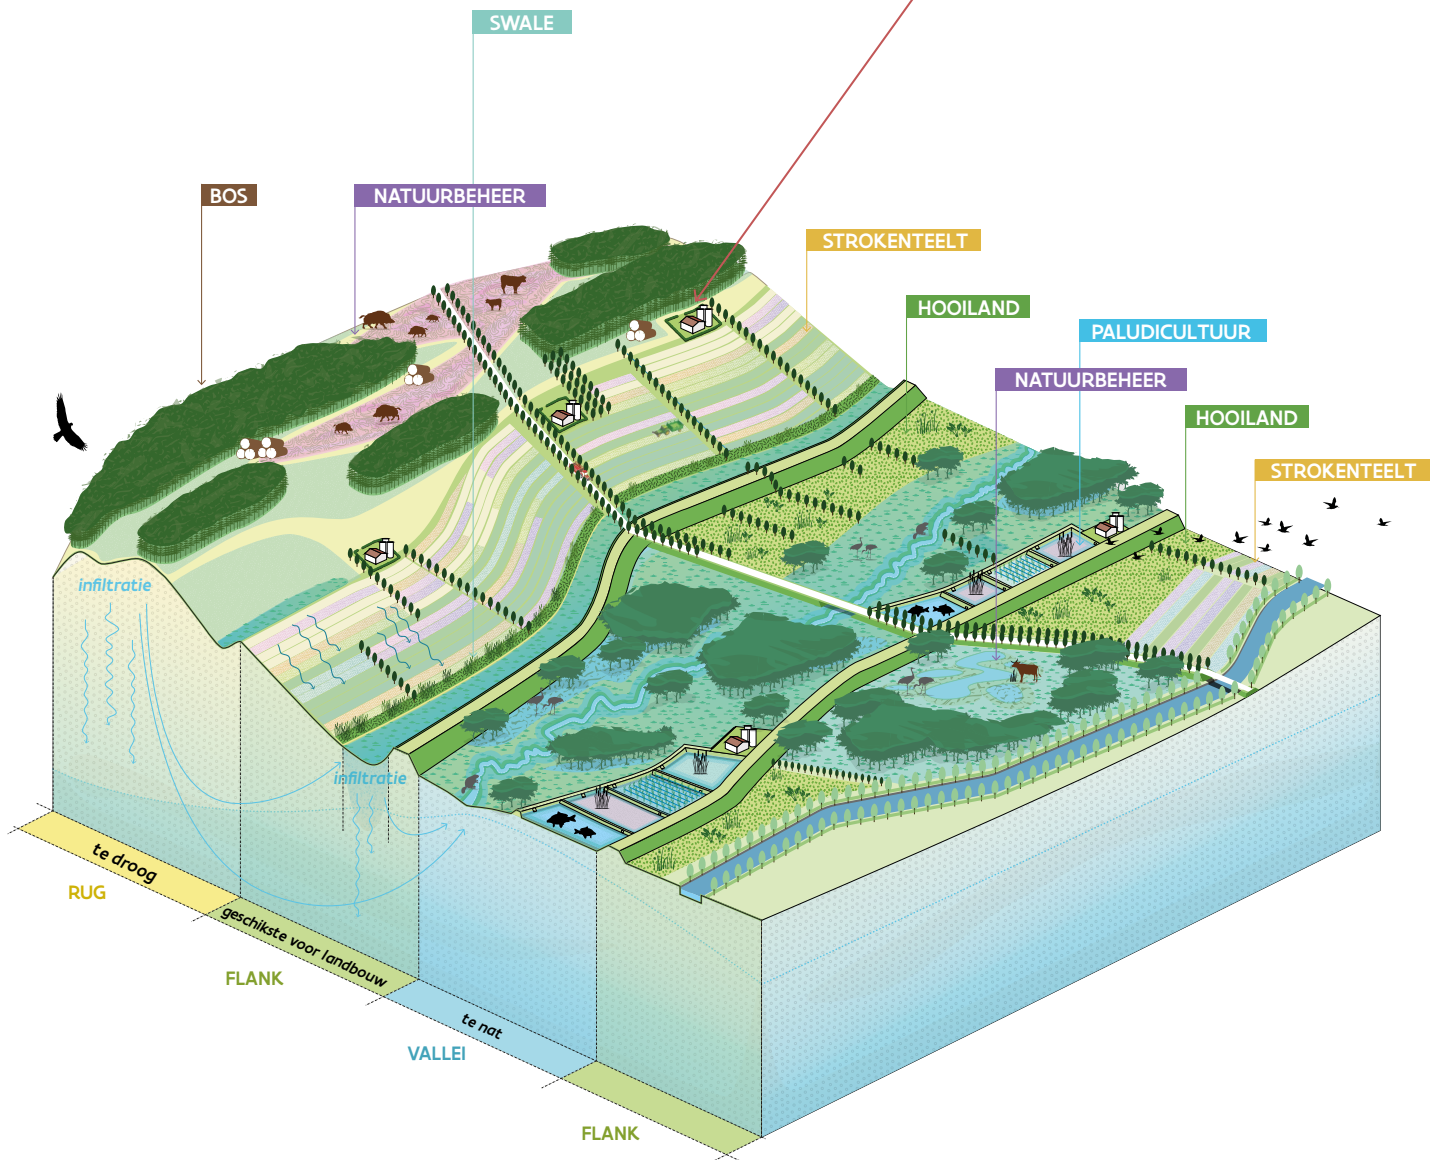 SWALE
BOS
NATUURBEHEER
STROKENTEELT
HOOILAND
PALUDICULTUUR
NATUURBEHEER
HOOILAND
STROKENTEELT
infiltratie
infiltratie
te droog
RUG
geschikste voor landbouw
FLANK
te nat
VALLEI
FLANK